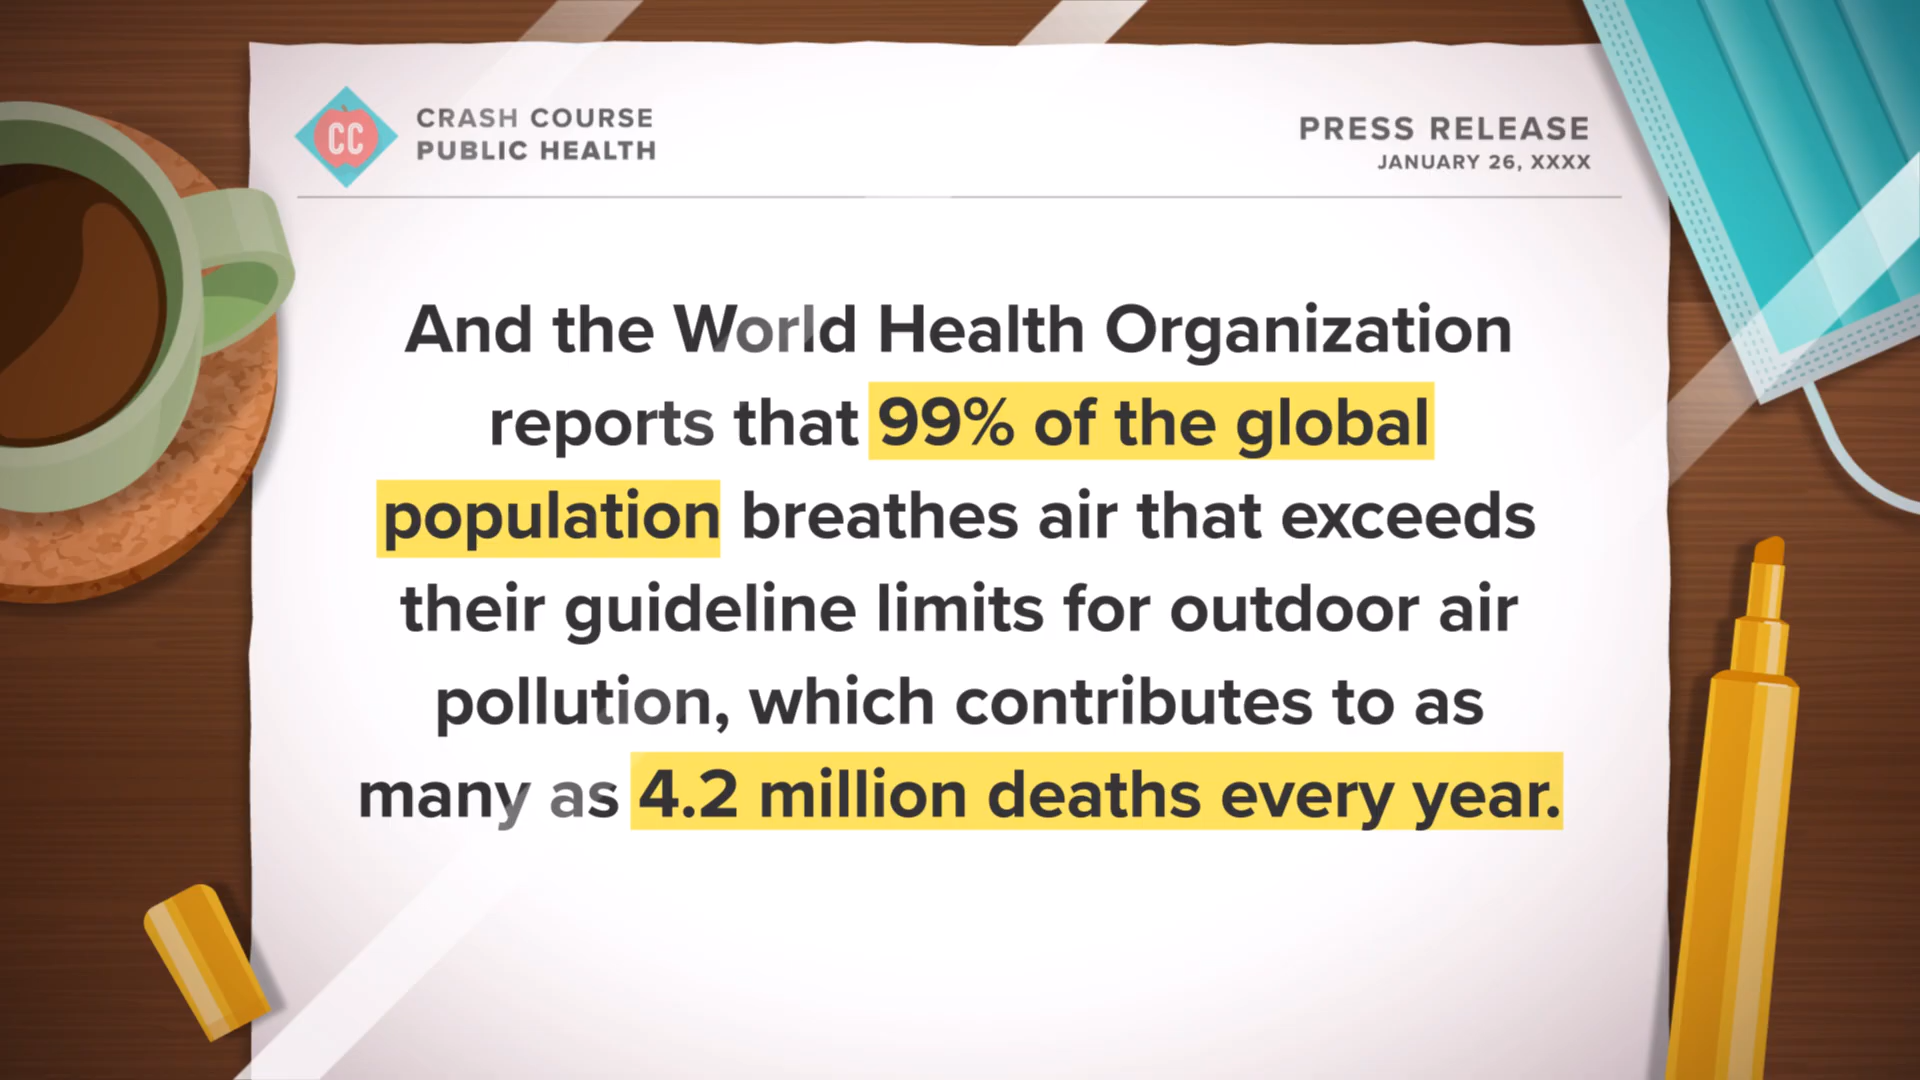 CC
CRASH COURSE
PUBLIC HEALTH
PRESS RELEASE
JANUARY 26, XXXX
And the World Health Organization
reports that 99% of the global
population breathes air that exceeds
their guideline limits for outdoor air
pollution, which contributes to as
many as 4.2 million deaths every year.